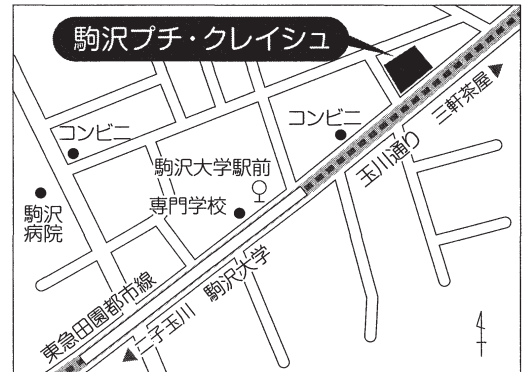 駒沢プチ・クレイシュ
三軒茶屋
コンビニ
コンビニ
玉川通り
駒沢大学駅前
専門学校
駒沢
病院
駒沢大学
東急田園都市線
二子玉川